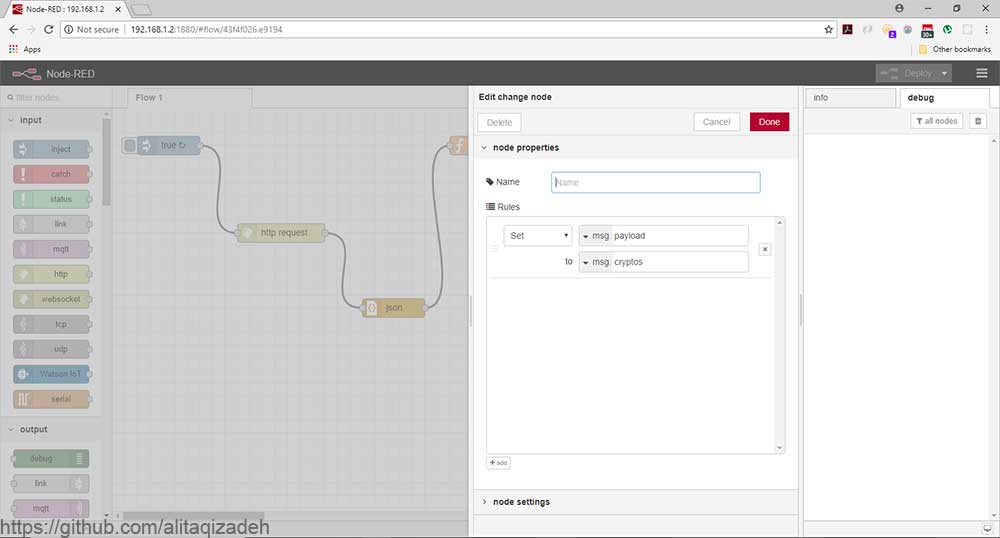 Node-RED : 192.168.1.2
Not secure 192.168.1.2:1880/#flow/43f4f026.e9194
2
30+
Apps
Other bookmarks
Node-RED
Deploy
filter nodes
Flow 1
Edit change node
info
debug
Delete
Cancel
Done
all nodes
input
inject
catch
status
link
mqtt
http
websocket
tcp
udp
Watson IoT
serial
output
debug
link
mqtt
true ↻
f
http request
{}
json
node properties
Name
Name
Rules
Set
msg. payload
to
msg. cryptos
add
node settings
https://github.com/alitaqizadeh